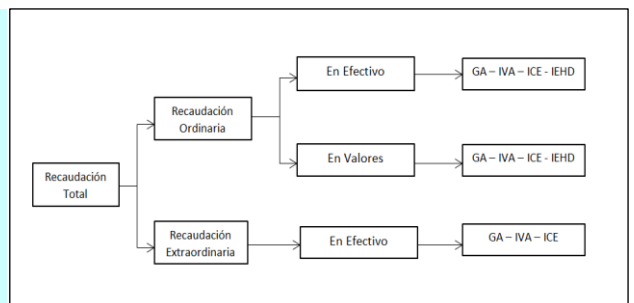 En Efectivo
GA – IVA – ICE - IEHD
Recaudación
Ordinaria
En Valores
GA – IVA – ICE - IEHD
Recaudación
Total
Recaudación
Extraordinaria
En Efectivo
GA – IVA – ICE